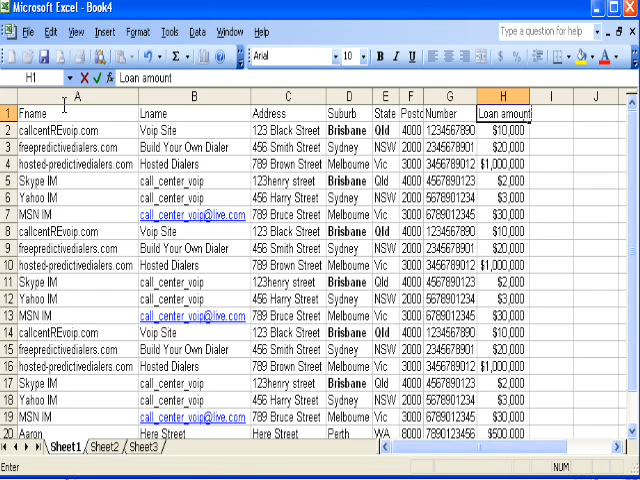 Microsoft Excel - Book4
File Edit View Insert Format Tools Data Window Help Type a question for help
Arial 10 B I U $ %
H1 Loan amount
A B C D E F G H I J
1 Fname Lname Address Suburb State Postc Number Loan amount
2 callcentREvoip.com Voip Site 123 Black Street Brisbane Qld 4000 1234567890 $10,000
3 freepredictivedialers.com Build Your Own Dialer 456 Smith Street Sydney NSW 2000 2345678901 $20,000
4 hosted-predictivedialers.com Hosted Dialers 789 Brown Street Melbourne Vic 3000 3456789012 $1,000,000
5 Skype IM call_center_voip 123henry street Brisbane Qld 4000 4567890123 $2,000
6 Yahoo IM call_center_voip 456 Harry Street Sydney NSW 2000 5678901234 $3,000
7 MSN IM call_center_voip@live.com 789 Bruce Street Melbourne Vic 3000 6789012345 $30,000
8 callcentREvoip.com Voip Site 123 Black Street Brisbane Qld 4000 1234567890 $10,000
9 freepredictivedialers.com Build Your Own Dialer 456 Smith Street Sydney NSW 2000 2345678901 $20,000
10 hosted-predictivedialers.com Hosted Dialers 789 Brown Street Melbourne Vic 3000 3456789012 $1,000,000
11 Skype IM call_center_voip 123henry street Brisbane Qld 4000 4567890123 $2,000
12 Yahoo IM call_center_voip 456 Harry Street Sydney NSW 2000 5678901234 $3,000
13 MSN IM call_center_voip@live.com 789 Bruce Street Melbourne Vic 3000 6789012345 $30,000
14 callcentREvoip.com Voip Site 123 Black Street Brisbane Qld 4000 1234567890 $10,000
15 freepredictivedialers.com Build Your Own Dialer 456 Smith Street Sydney NSW 2000 2345678901 $20,000
16 hosted-predictivedialers.com Hosted Dialers 789 Brown Street Melbourne Vic 3000 3456789012 $1,000,000
17 Skype IM call_center_voip 123henry street Brisbane Qld 4000 4567890123 $2,000
18 Yahoo IM call_center_voip 456 Harry Street Sydney NSW 2000 5678901234 $3,000
19 MSN IM call_center_voip@live.com 789 Bruce Street Melbourne Vic 3000 6789012345 $30,000
20 Aaron Here Street Here Street Perth WA 8000 7890123456 $500,000
Sheet1 Sheet2 Sheet3
Enter NUM